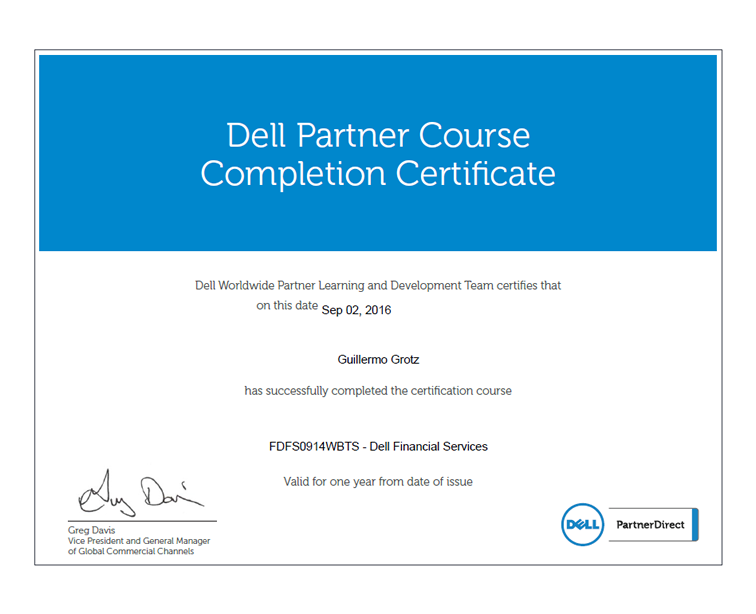 Dell Partner Course
Completion Certificate
Dell Worldwide Partner Learning and Development Team certifies that
on this date Sep 02, 2016
Guillermo Grotz
has successfully completed the certification course
FDFS0914WBTS - Dell Financial Services
Valid for one year from date of issue
Greg Davis
Greg Davis
Vice President and General Manager
of Global Commercial Channels
DELL PartnerDirect